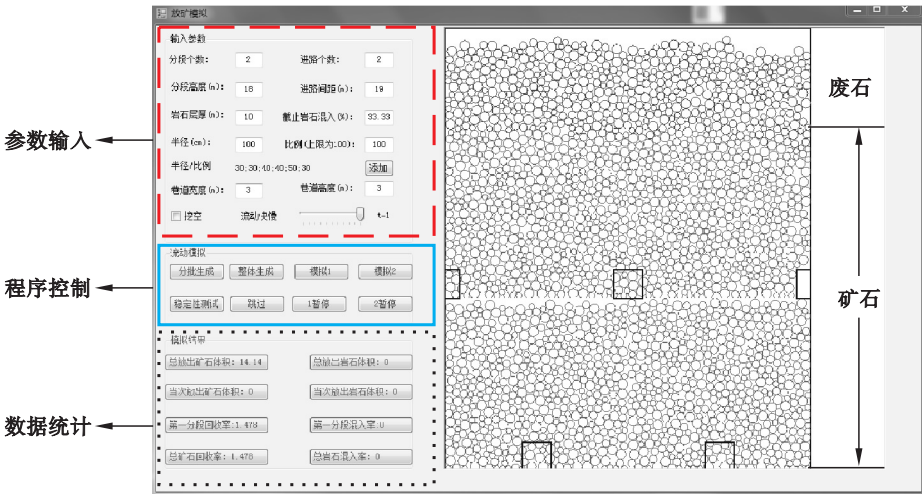 放矿模拟
输入参数
分段个数: 2 进路个数: 2
分段高度(m): 18 进路间距(m): 19
岩石层厚(m): 10 截止岩石混入(%): 93.33
半径(cm): 100 比例(上限为100): 100
半径/比例 30;30;40;40;50;30 添加
巷道宽度(m): 3 巷道高度(m): 3
挖空 流动/史慢 t-1
流动模拟
分批生成 整体生成 模拟1 模拟2
稳定性测试 跳过 1暂停 2暂停
模拟结果
总放出矿石体积: 14.14 总放出岩石体积: 0
当次放出矿石体积: 0 当次放出岩石体积: 0
第一分段回收率:1.478 第一分段混入率:0
总矿石回收率: 1.478 总岩石混入率: 0
参数输入
程序控制
数据统计
废石
矿石